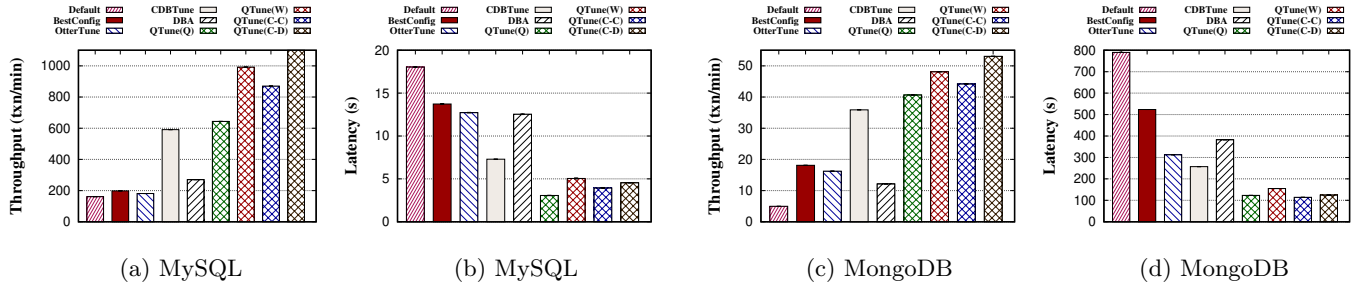 Default CDBTune QTune(W)
BestConfig DBA QTune(C-C)
OtterTune QTune(Q) QTune(C-D)
Throughput (txn/min)
1000
800
600
400
200
0
(a) MySQL
Default CDBTune QTune(W)
BestConfig DBA QTune(C-C)
OtterTune QTune(Q) QTune(C-D)
Latency (s)
20
15
10
5
0
(b) MySQL
Default CDBTune QTune(W)
BestConfig DBA QTune(C-C)
OtterTune QTune(Q) QTune(C-D)
Throughput (txn/min)
50
40
30
20
10
0
(c) MongoDB
Default CDBTune QTune(W)
BestConfig DBA QTune(C-C)
OtterTune QTune(Q) QTune(C-D)
Latency (s)
800
700
600
500
400
300
200
100
0
(d) MongoDB